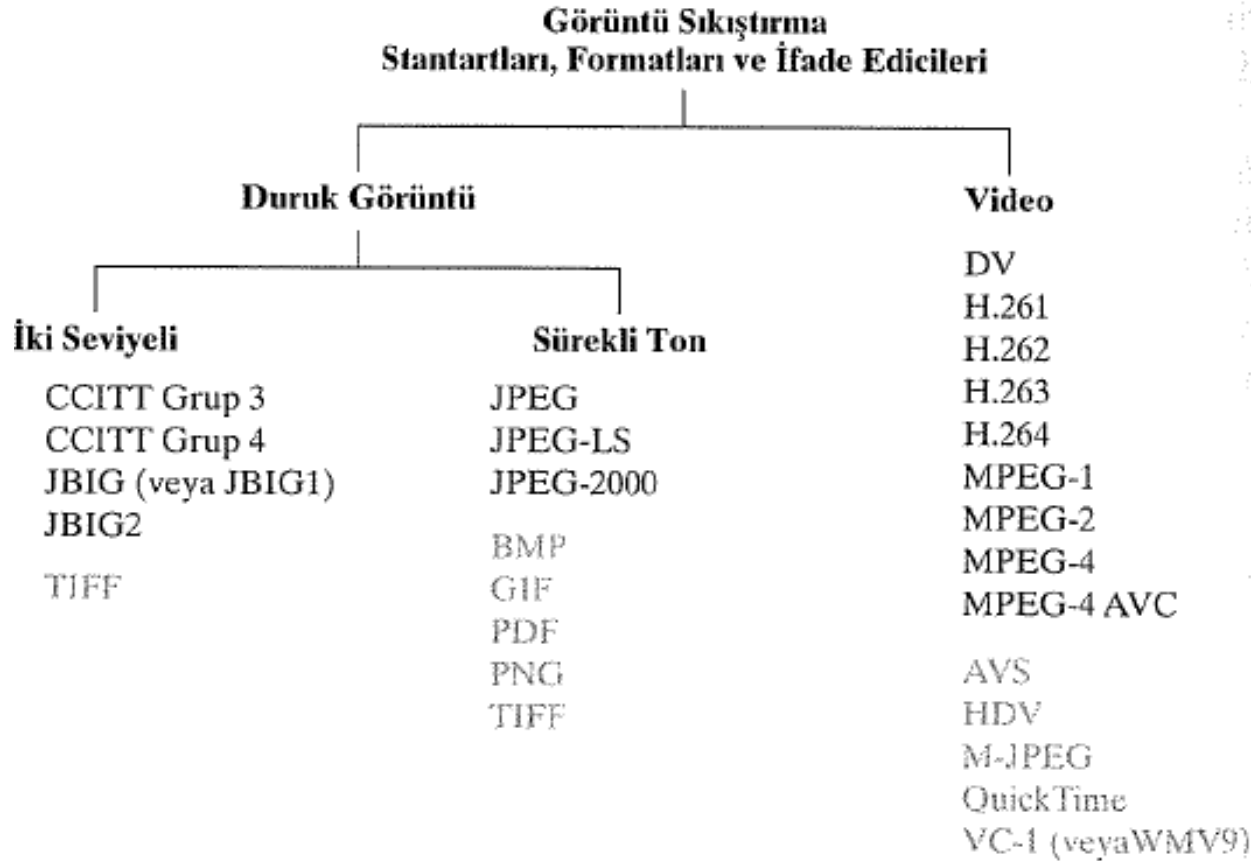 Görüntü Sıkıştırma
Stantartları, Formatları ve İfade Edicileri
Duruk Görüntü
Video
İki Seviyeli
Sürekli Ton
CCITT Grup 3
CCITT Grup 4
JBIG (veya JBIG1)
JBIG2
TIFF
JPEG
JPEG-LS
JPEG-2000
BMP
GIF
PDF
PNG
TIFF
DV
H.261
H.262
H.263
H.264
MPEG-1
MPEG-2
MPEG-4
MPEG-4 AVC
AVS
HDV
M-JPEG
QuickTime
VC-1 (veyaWMV9)